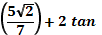 (5√2/7) + 2 tan